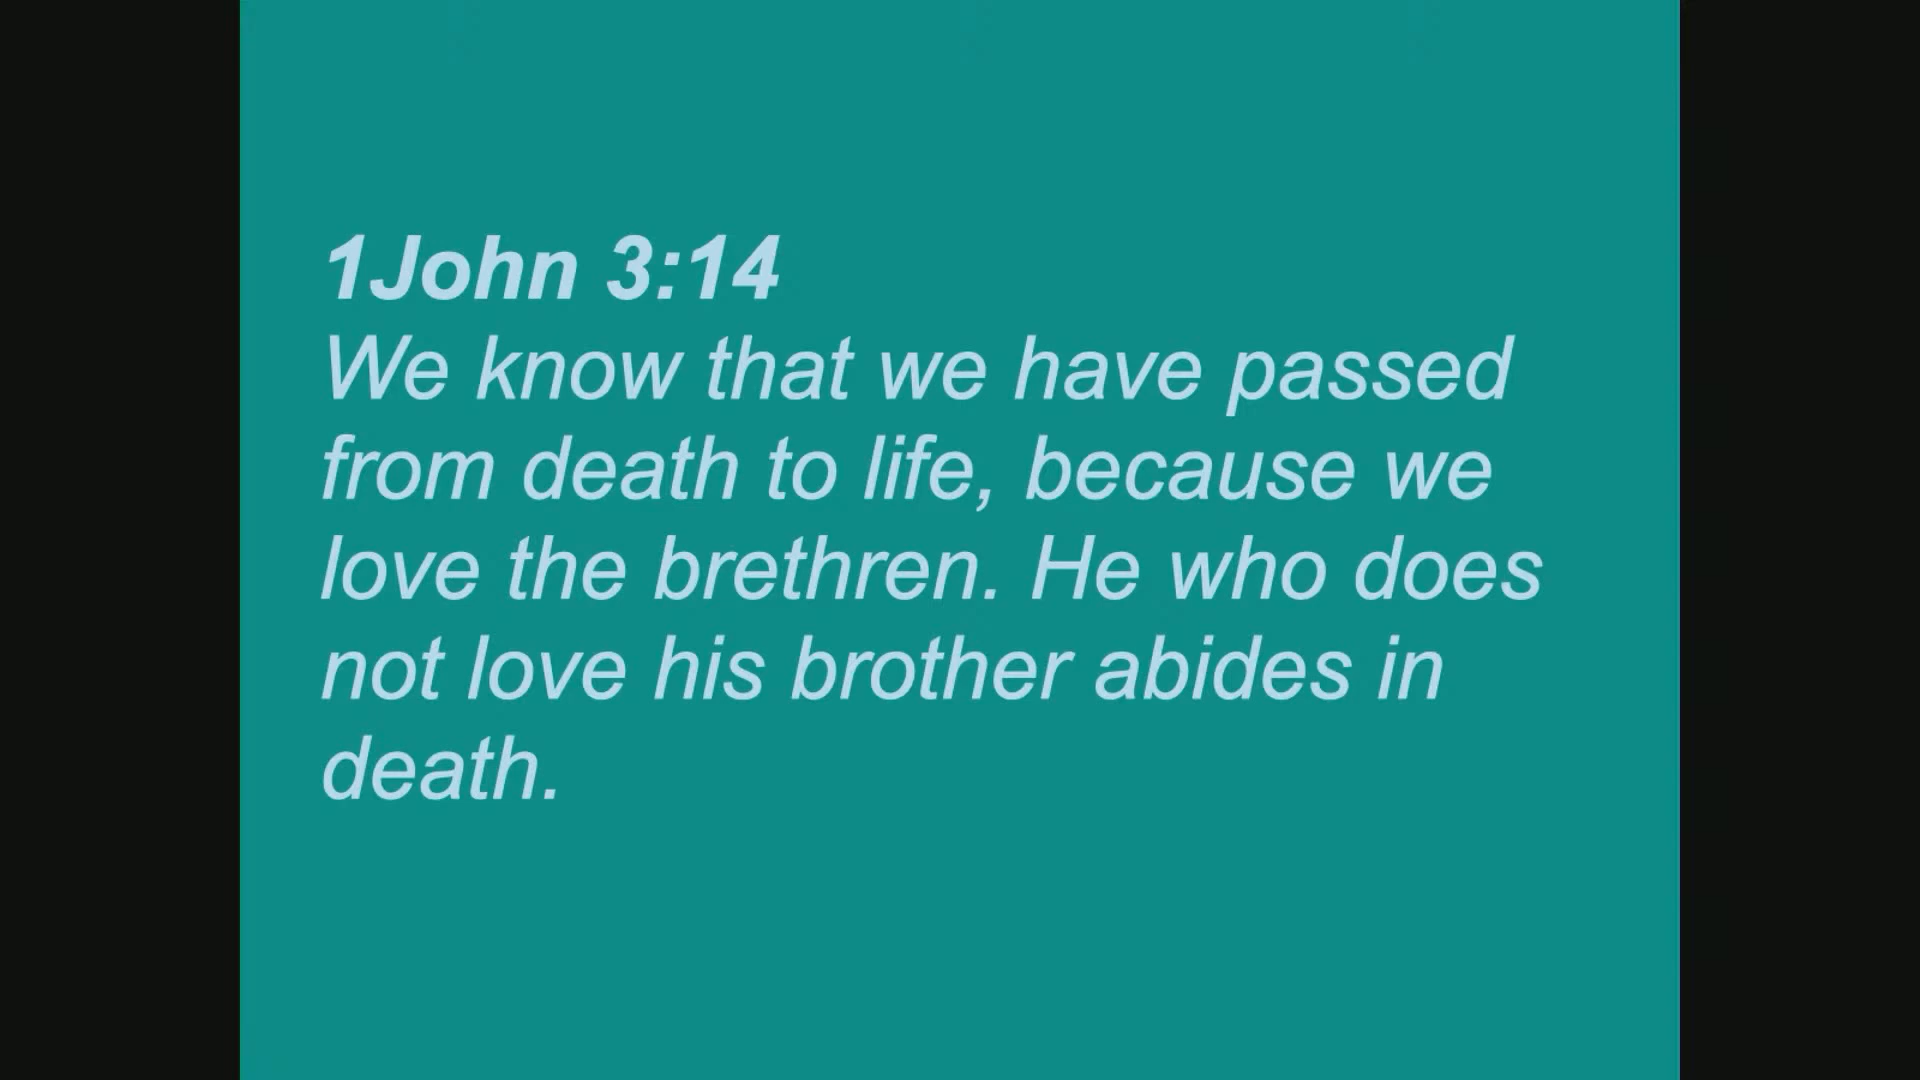 1John 3:14
We know that we have passed
from death to life, because we
love the brethren. He who does
not love his brother abides in
death.